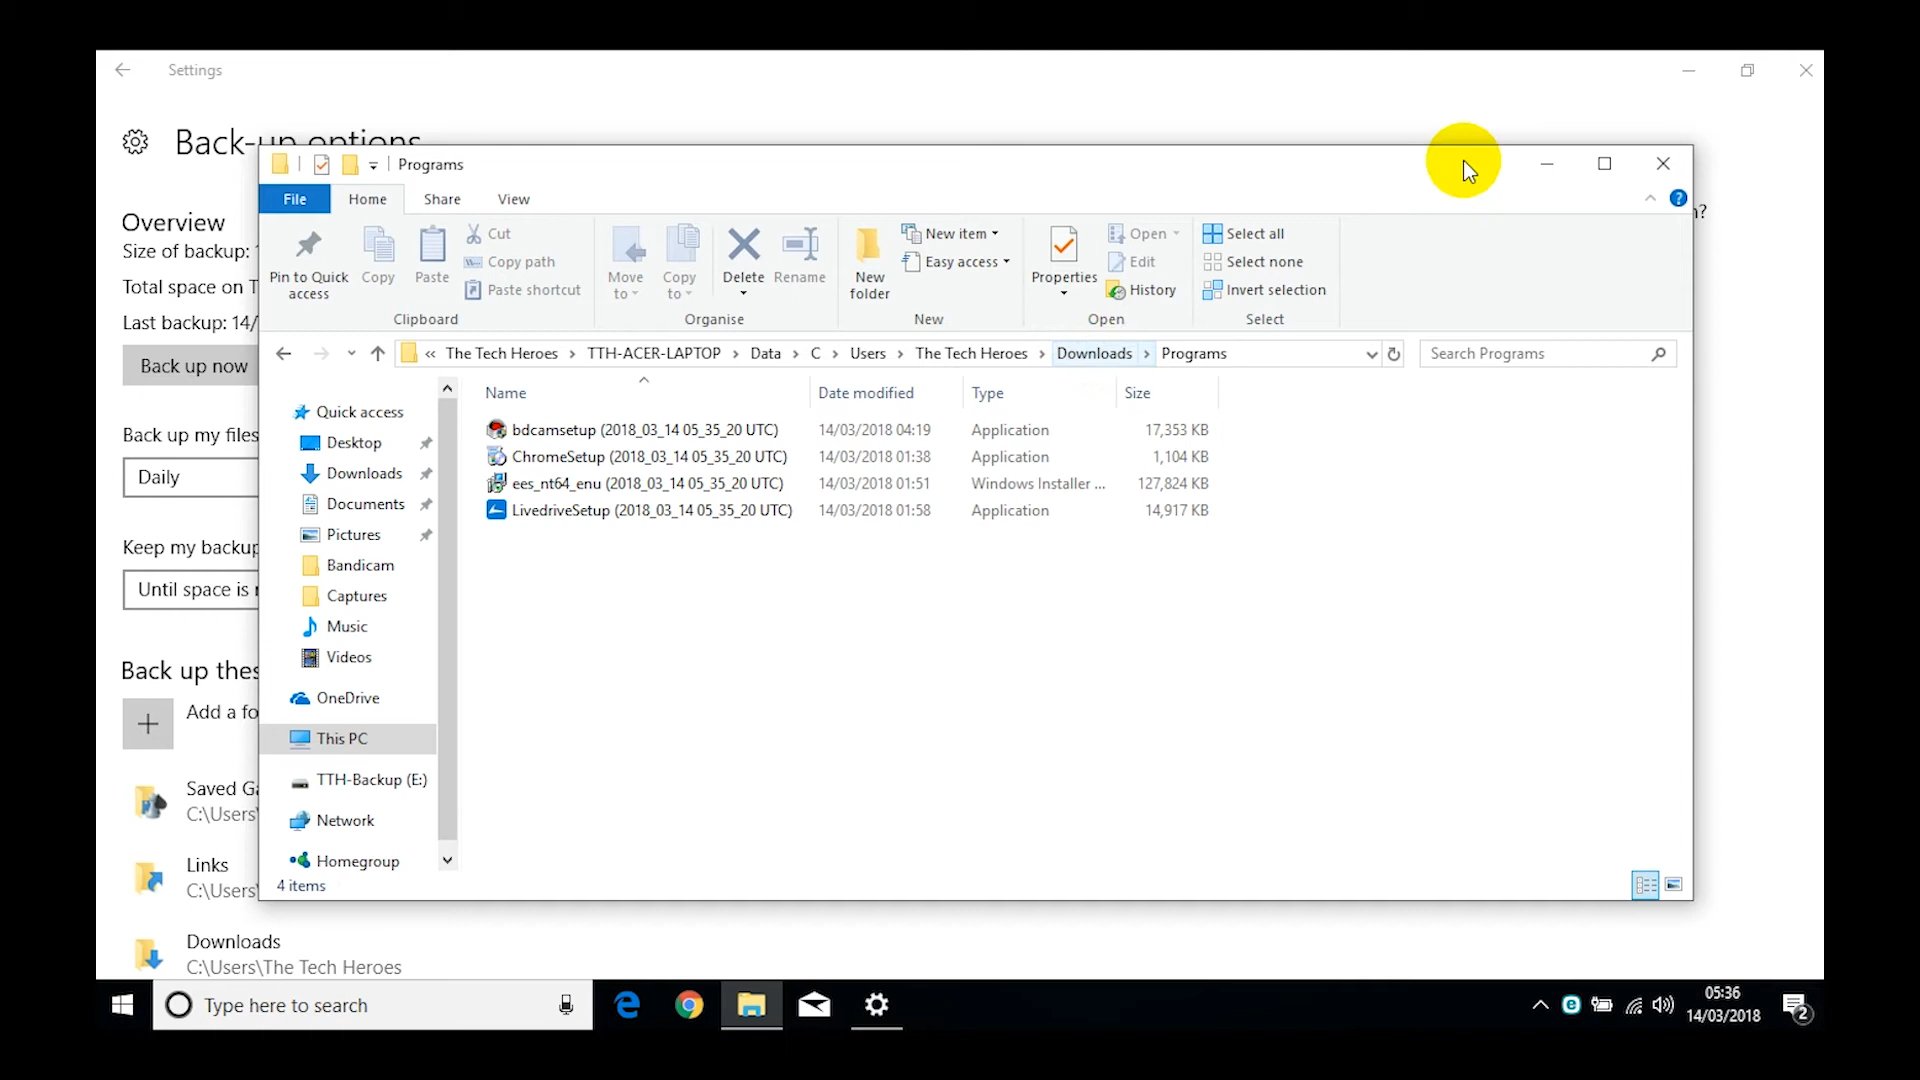 Settings
Back-up options
Programs
File Home Share View
n?
Overview
Size of backup:
Total space on T
Last backup: 14/
Back up now
Pin to Quick access
Copy
Paste
Cut
Copy path
Paste shortcut
Clipboard
Move to
Copy to
Delete
Rename
Organise
New folder
New item
Easy access
New
Properties
Open
Edit
History
Open
Select all
Select none
Invert selection
Select
« The Tech Heroes › TTH-ACER-LAPTOP › Data › C › Users › The Tech Heroes › Downloads › Programs
Search Programs
Back up my files
Daily
Keep my backup
Until space is
Back up thes
Add a fo
Saved Ga
C:\Users\
Links
C:\Users\
Downloads
C:\Users\The Tech Heroes
Quick access
Desktop
Downloads
Documents
Pictures
Bandicam
Captures
Music
Videos
OneDrive
This PC
TTH-Backup (E:)
Network
Homegroup
4 items
Name Date modified Type Size
bdcamsetup (2018_03_14 05_35_20 UTC) 14/03/2018 04:19 Application 17,353 KB
ChromeSetup (2018_03_14 05_35_20 UTC) 14/03/2018 01:38 Application 1,104 KB
ees_nt64_enu (2018_03_14 05_35_20 UTC) 14/03/2018 01:51 Windows Installer ... 127,824 KB
LivedriveSetup (2018_03_14 05_35_20 UTC) 14/03/2018 01:58 Application 14,917 KB
Type here to search
05:36
14/03/2018
2